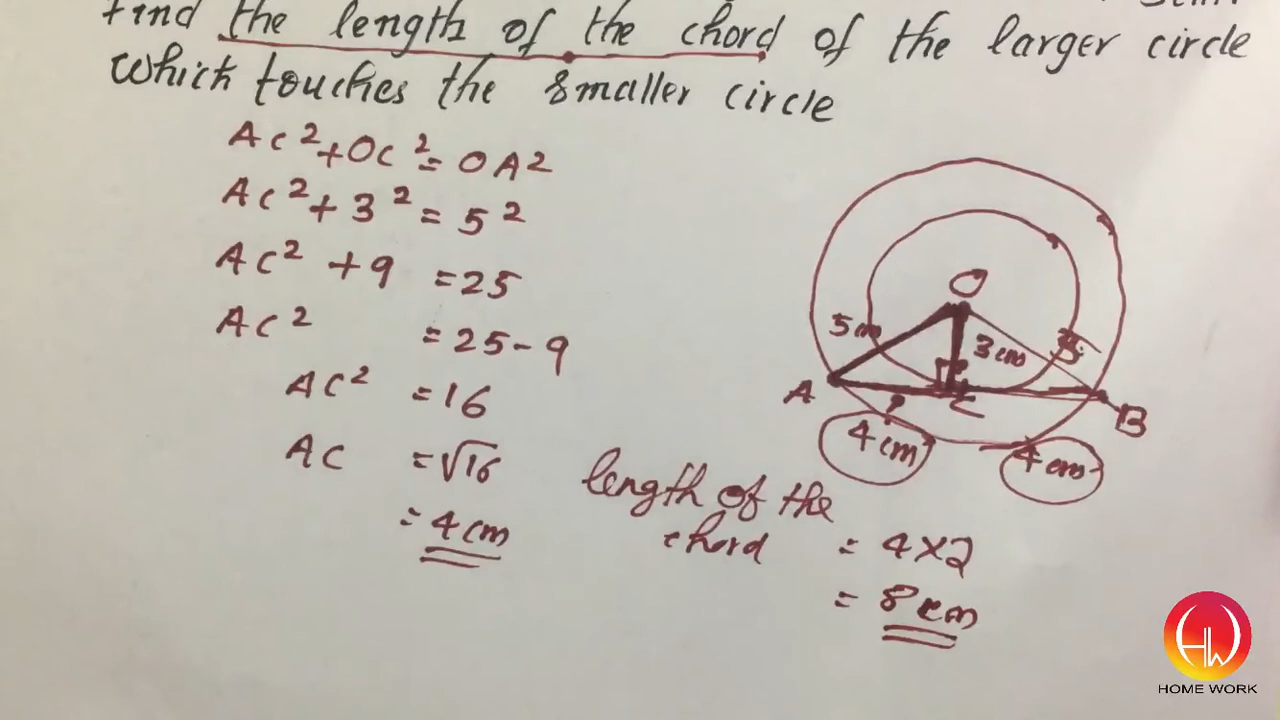 Find the length of the chord of the larger circle
which touches the smaller circle
AC²+OC²=OA²
AC²+3²=5²
AC²+9=25
AC²=25-9
AC²=16
AC=√16
=4cm
length of the
chord =4×2
=8cm
O
5cm
3cm
A
C
B
4cm
4cm
HW
HOME WORK